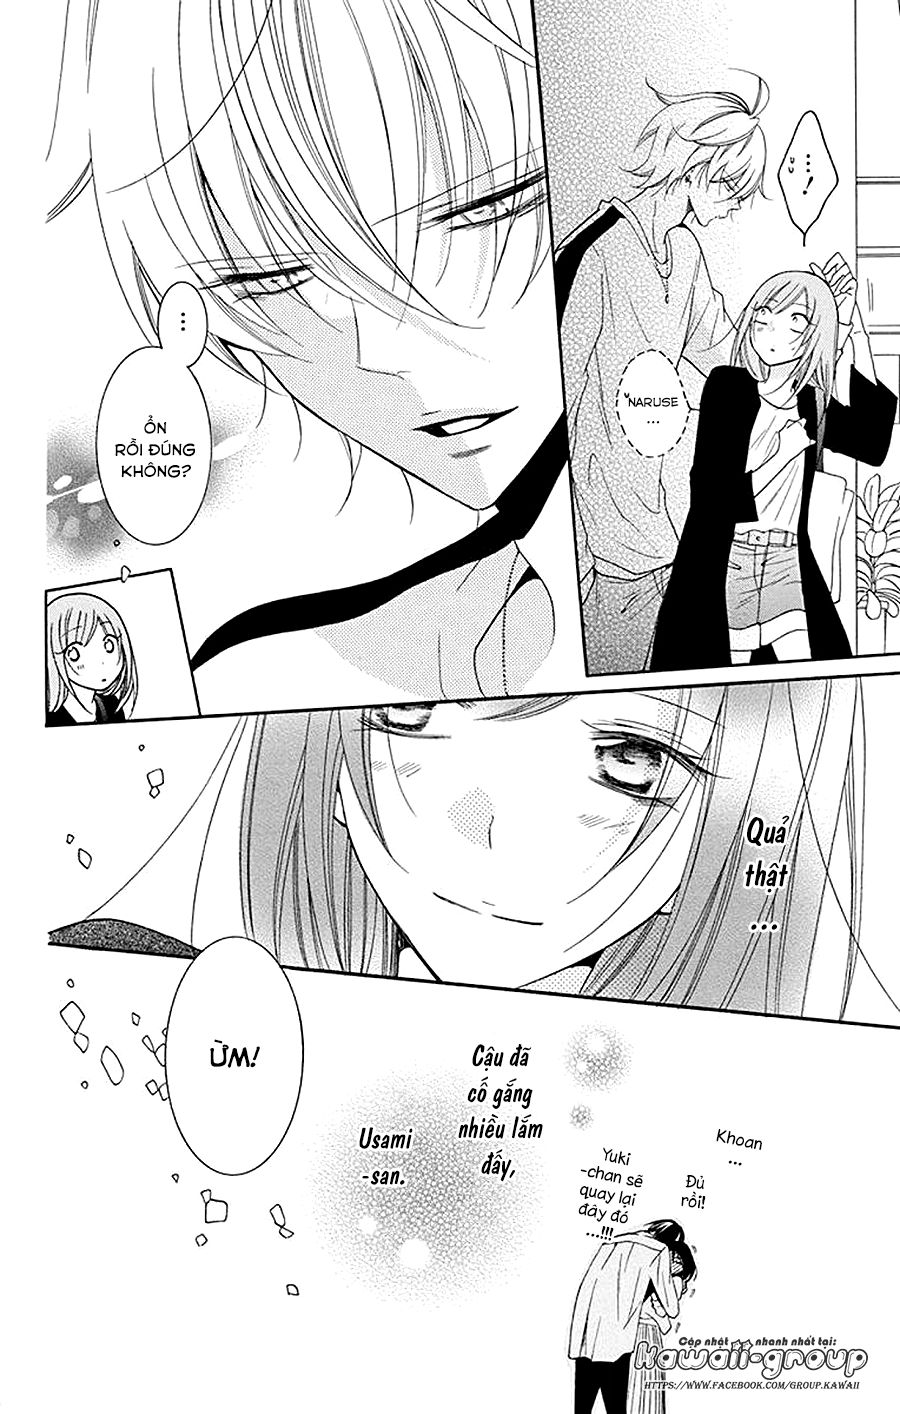 ...!
NARUSE
...
...
ỔN
RỒI ĐÚNG
KHÔNG?
Quả
thật
...
ỪM!
Cậu đã
cố gắng
nhiều lắm
đấy,
Usami
-san.
Khoan
...
Đủ
rồi!
Yuki
-chan sẽ
quay lại
đây đó
...!!!
Cập nhật nhanh nhất tại:
kawaii-group
HTTPS://WWW.FACEBOOK.COM/GROUP.KAWAII